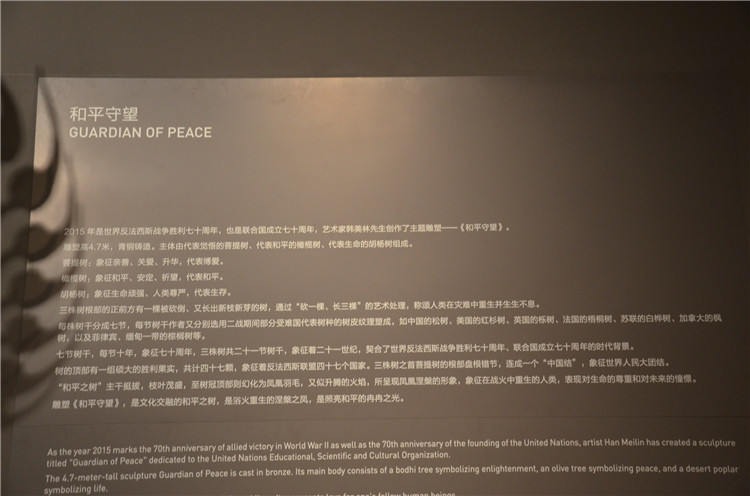 和平守望
GUARDIAN OF PEACE
2015年是世界反法西斯战争胜利七十周年，也是联合国成立七十周年，艺术家韩美林先生创作了主题雕塑——《和平守望》。
雕塑高4.7米，青铜铸造。主体由代表觉悟的菩提树、代表和平的橄榄树、代表生命的胡杨树组成。
菩提树：象征亲善、关爱、升华，代表博爱。
橄榄树：象征和平、安定、祈望，代表和平。
胡杨树：象征生命顽强、人类尊严，代表生存。
三株树根部的正前方有一棵被砍倒、又长出新枝新芽的树，通过“砍一棵、长三棵”的艺术处理，称颂人类在灾难中重生并生生不息。
每株树干分成七节，每节树干作者又分别选用二战期间部分受难国代表树种的树皮纹理塑成，如中国的松树、美国的红杉树、英国的栎树、法国的梧桐树、苏联的白桦树、加拿大的枫
树，以及菲律宾、缅甸一带的棕榈树等。
七节树干，每节十年，象征七十周年，三株树共二十一节树干，象征着二十一世纪，契合了世界反法西斯战争胜利七十周年、联合国成立七十周年的时代背景。
树的顶部有一组硕大的胜利果实，共计四十七颗，象征着反法西斯联盟四十七个国家。三株树之首菩提树的根部盘根错节，连成一个“中国结”，象征世界人民大团结。
“和平之树”主干挺拔，枝叶茂盛，至树冠顶部则幻化为凤凰羽毛，又似升腾的火焰，所呈现凤凰涅槃的形象，象征在战火中重生的人类，表现对生命的尊重和对未来的憧憬。
雕塑《和平守望》，是文化交融的和平之树，是浴火重生的涅槃之凤，是照亮和平的冉冉之光。
As the year 2015 marks the 70th anniversary of allied victory in World War II as well as the 70th anniversary of the founding of the United Nations, artist Han Meilin has created a sculpture
titled "Guardian of Peace" dedicated to the United Nations Educational, Scientific and Cultural Organization.
The 4.7-meter-tall sculpture Guardian of Peace is cast in bronze. Its main body consists of a bodhi tree symbolizing enlightenment, an olive tree symbolizing peace, and a desert poplar
symbolizing life.